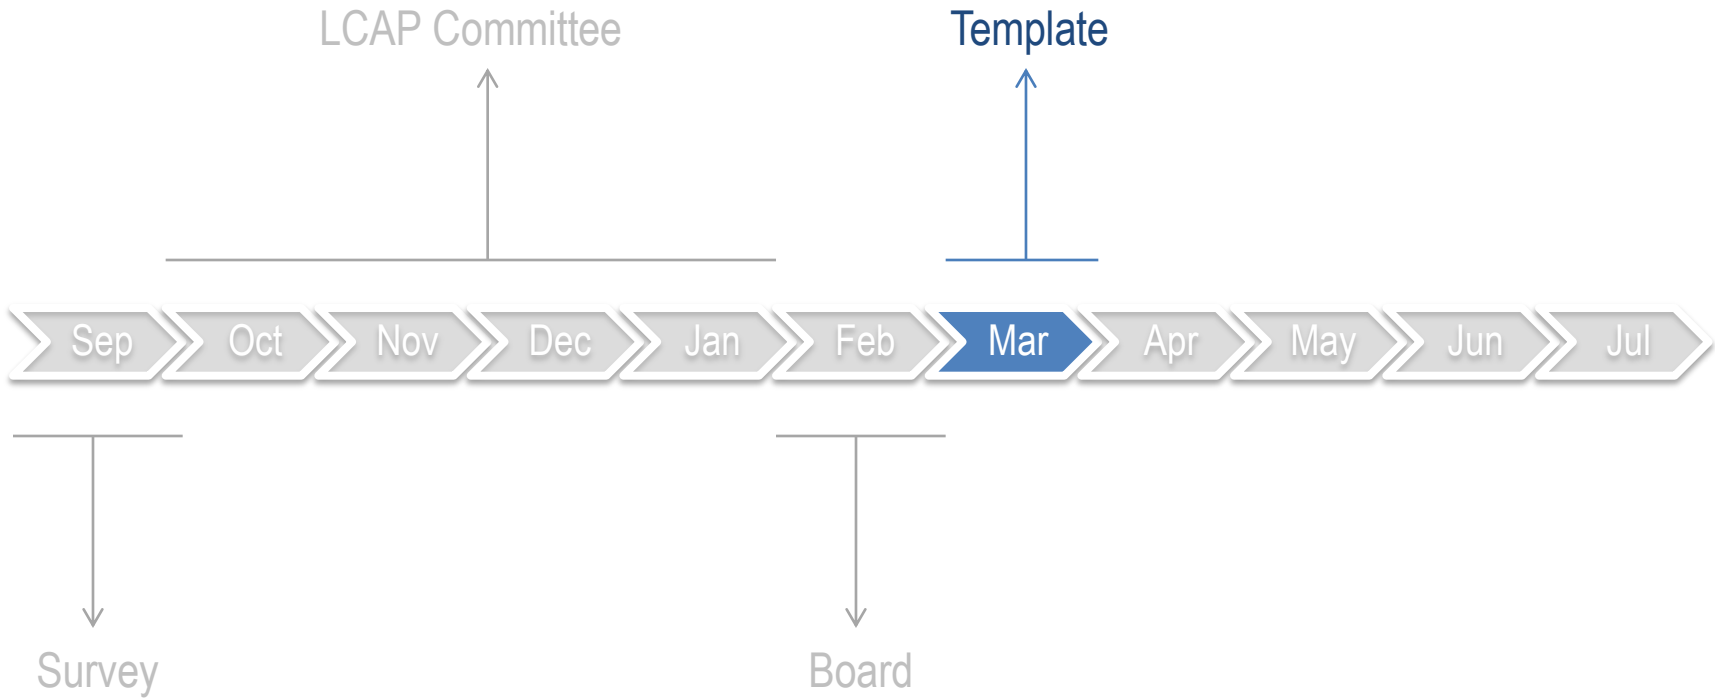 LCAP Committee
Template
Sep
Oct
Nov
Dec
Jan
Feb
Mar
Apr
May
Jun
Jul
Survey
Board